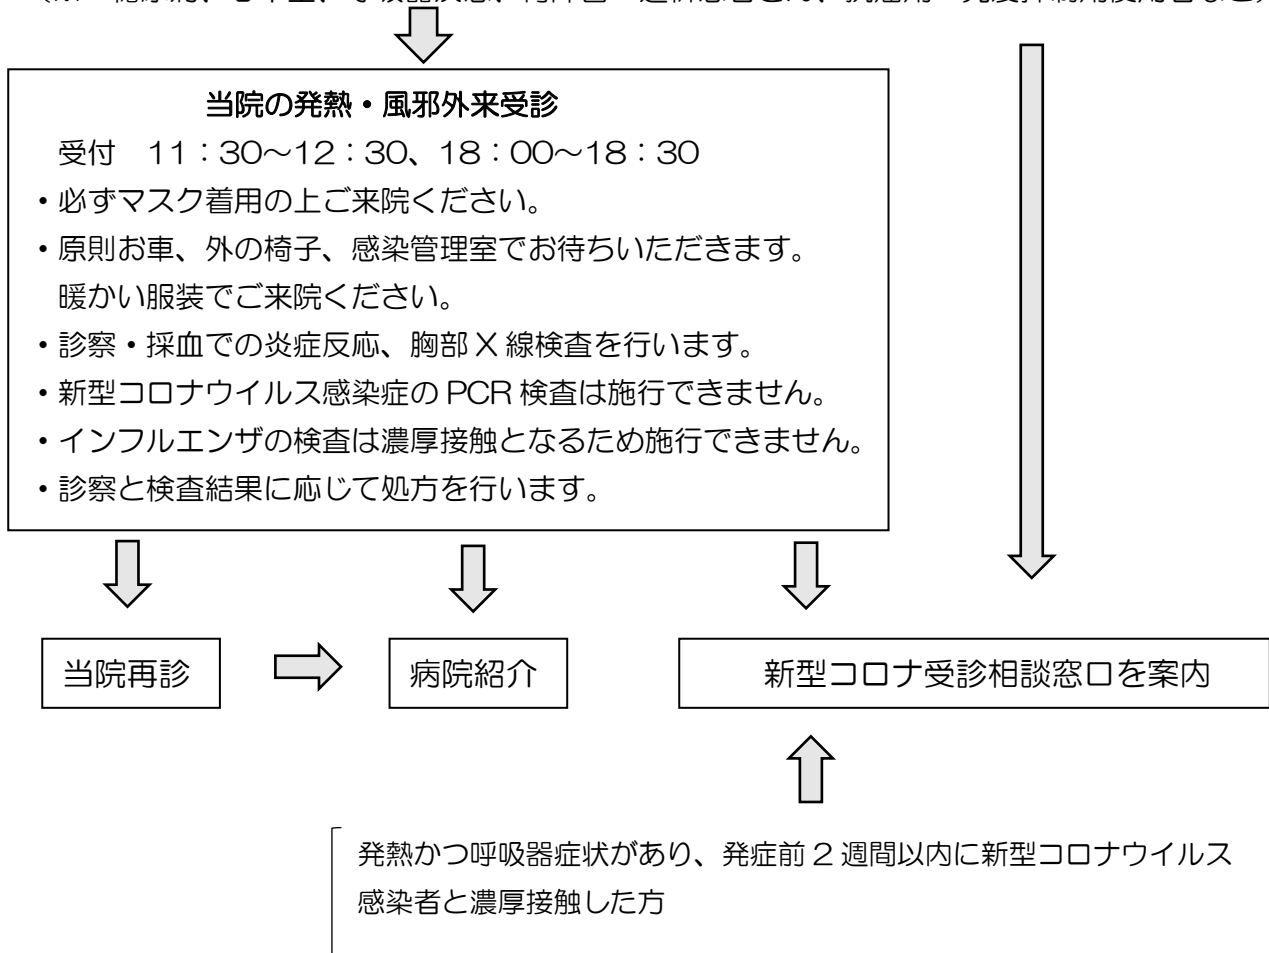 当院の発熱・風邪外来受診
受付　11：30～12：30、18：00～18：30
・必ずマスク着用の上ご来院ください。
・原則お車、外の椅子、感染管理室でお待ちいただきます。
暖かい服装でご来院ください。
・診察・採血での炎症反応、胸部X線検査を行います。
・新型コロナウイルス感染症のPCR検査は施行できません。
・インフルエンザの検査は濃厚接触となるため施行できません。
・診察と検査結果に応じて処方を行います。
当院再診
病院紹介
新型コロナ受診相談窓口を案内
発熱かつ呼吸器症状があり、発症前2週間以内に新型コロナウイルス
感染者と濃厚接触した方